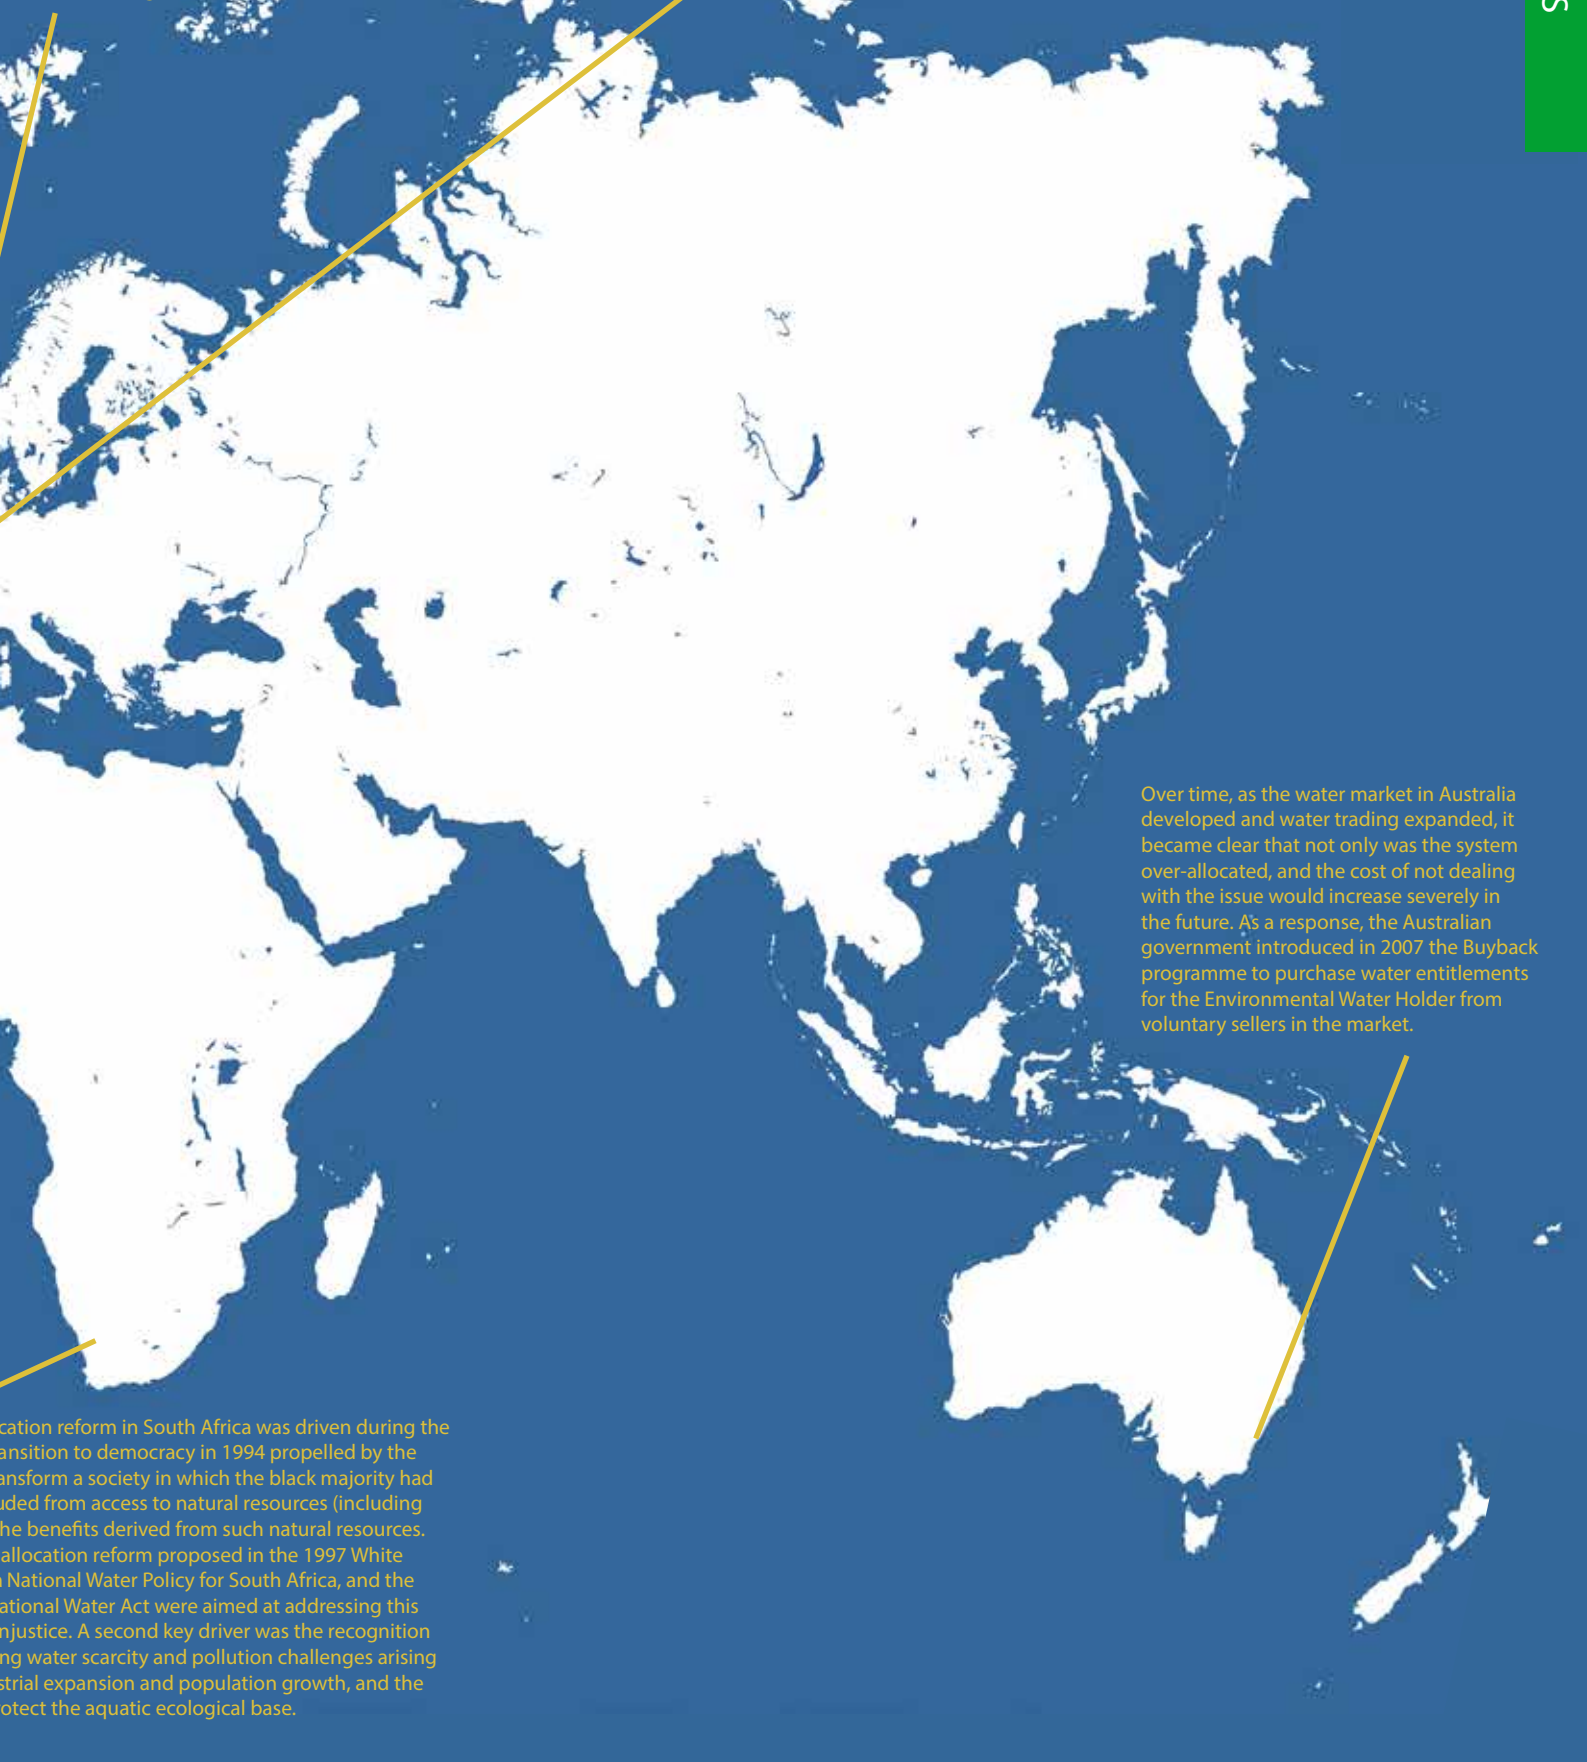 S
Over time, as the water market in Australia
developed and water trading expanded, it
became clear that not only was the system
over-allocated, and the cost of not dealing
with the issue would increase severely in
the future. As a response, the Australian
government introduced in 2007 the Buyback
programme to purchase water entitlements
for the Environmental Water Holder from
voluntary sellers in the market.
cation reform in South Africa was driven during the
ansition to democracy in 1994 propelled by the
ansform a society in which the black majority had
uded from access to natural resources (including
he benefits derived from such natural resources.
allocation reform proposed in the 1997 White
National Water Policy for South Africa, and the
ational Water Act were aimed at addressing this
njustice. A second key driver was the recognition
ng water scarcity and pollution challenges arising
strial expansion and population growth, and the
otect the aquatic ecological base.